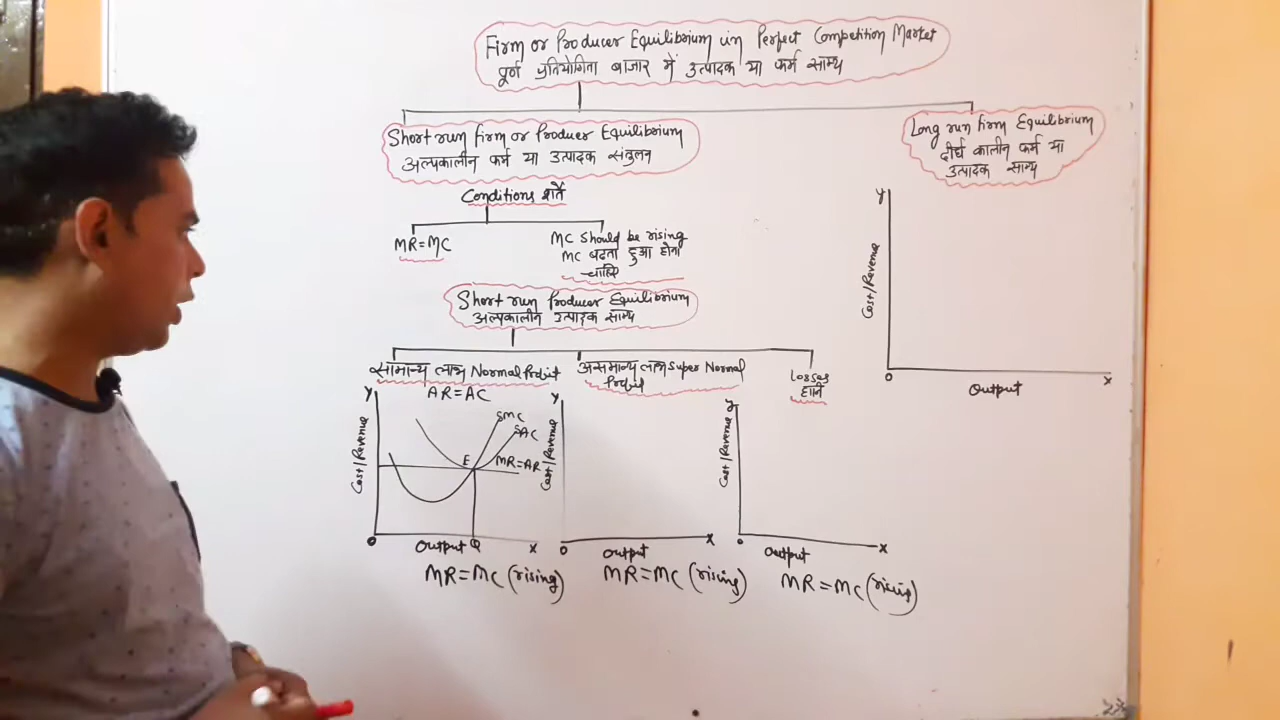 Firm or Producer Equilibrium in Perfect Competition Market
पूर्ण प्रतियोगिता बाजार में उत्पादक या फर्म साम्य
Short run firm or Producer Equilibrium
अल्पकालीन फर्म या उत्पादक संतुलन
Long run firm Equilibrium
दीर्घ कालीन फर्म या
उत्पादक साम्य
Conditions शर्तें
MR=MC
MC should be rising
MC बढता हुआ होना
चाहिए
Short run Producer Equilibrium
अल्पकालीन उत्पादक साम्य
सामान्य लाभ Normal Profit
AR=AC
असामान्य लाभ Super Normal
Profit
Losses
हानि
Y
Cost/Revenue
SMC
SAC
E
MR=AR
O
Output
Q
X
MR=MC (rising)
Y
Cost/Revenue
O
Output
X
MR=MC (rising)
Y
Cost/Revenue
O
Output
X
MR=MC (rising)
Y
Cost/Revenue
O
Output
X